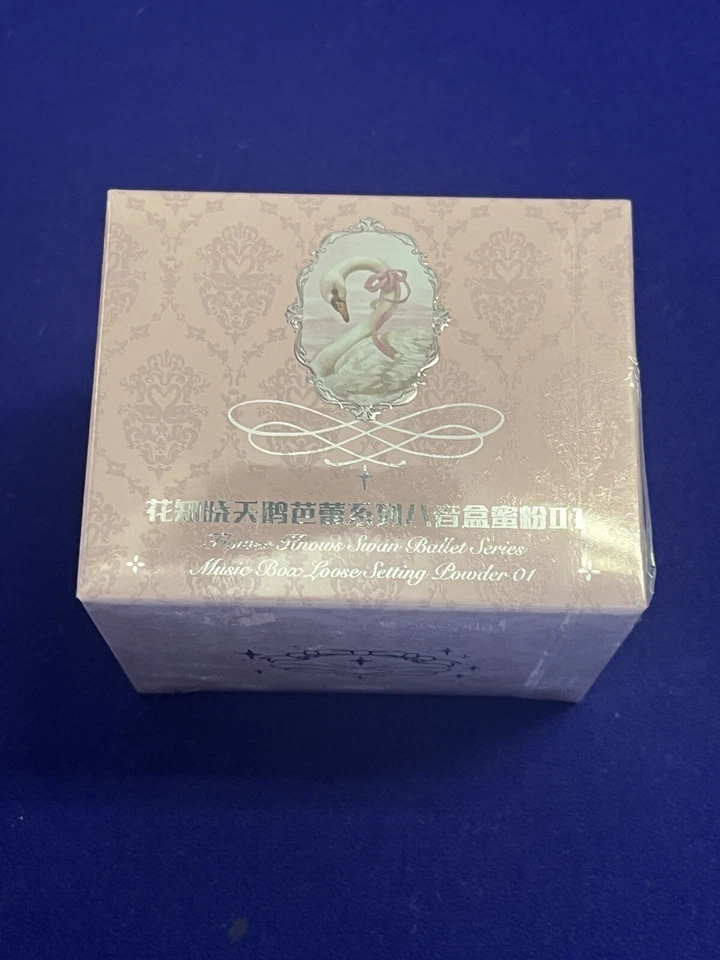 花知晓天鹅芭蕾系列八音盒蜜粉01
Flower Knows Swan Ballet Series
Music Box Loose Setting Powder 01